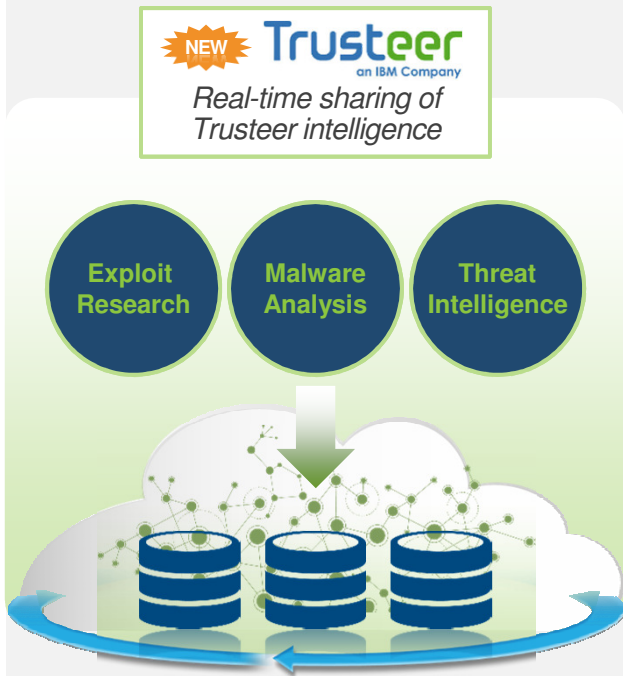 NEW
Trusteer
an IBM Company
Real-time sharing of
Trusteer intelligence
Exploit
Research
Malware
Analysis
Threat
Intelligence